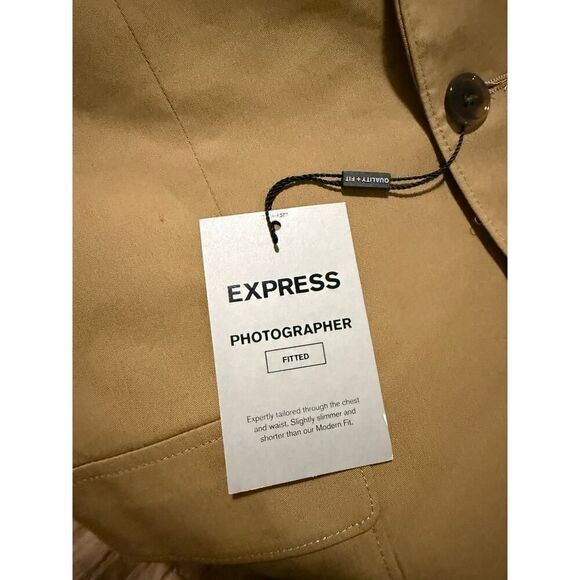 QUALITY + FIT
EXPRESS
PHOTOGRAPHER
FITTED
Expertly tailored through the chest
and waist. Slightly slimmer and
shorter than our Modern Fit.